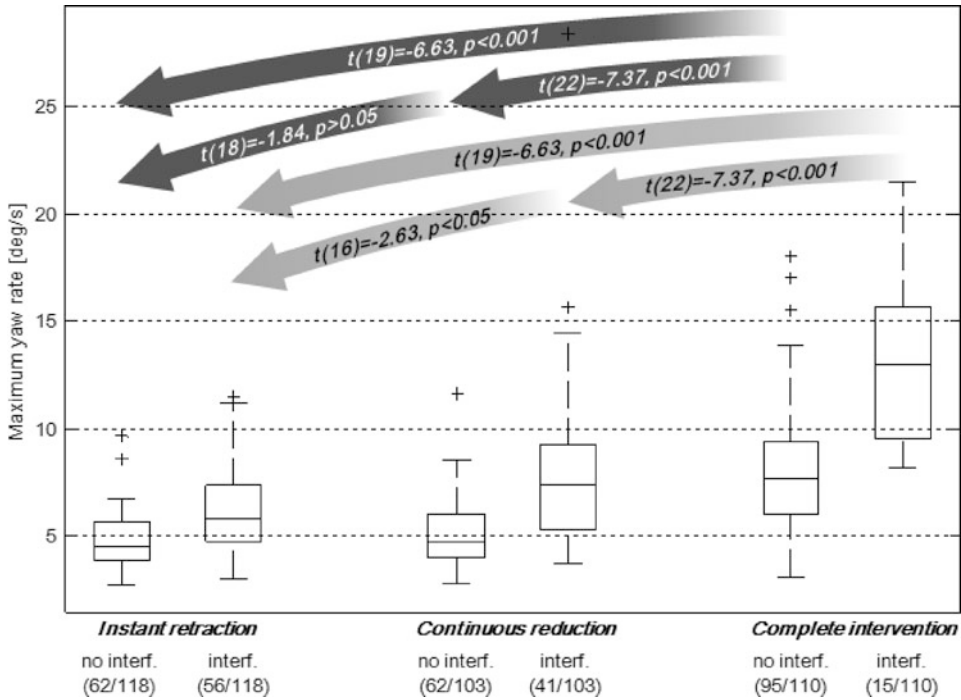 t(19)=-6.63, p<0.001
t(22)=-7.37, p<0.001
t(18)=-1.84, p>0.05
t(19)=-6.63, p<0.001
t(22)=-7.37, p<0.001
t(16)=-2.63, p<0.05
Maximum yaw rate [deg/s]
25
20
15
10
5
Instant retraction Continuous reduction Complete intervention
no interf. interf. no interf. interf. no interf. interf.
(62/118) (56/118) (62/103) (41/103) (95/110) (15/110)